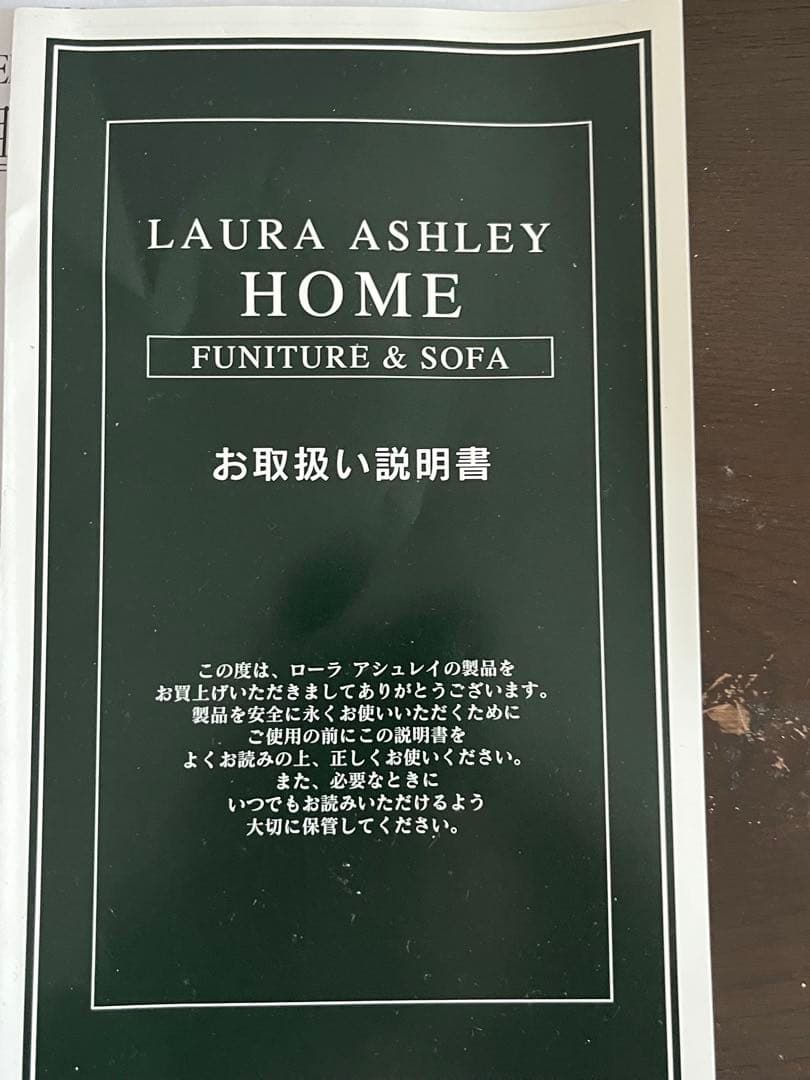 LAURA ASHLEY
HOME
FUNITURE & SOFA
お取扱い説明書
この度は、ローラ アシュレイの製品を
お買上げいただきましてありがとうございます。
製品を安全に永くお使いいただくために
ご使用の前にこの説明書を
よくお読みの上、正しくお使いください。
また、必要なときに
いつでもお読みいただけるよう
大切に保管してください。